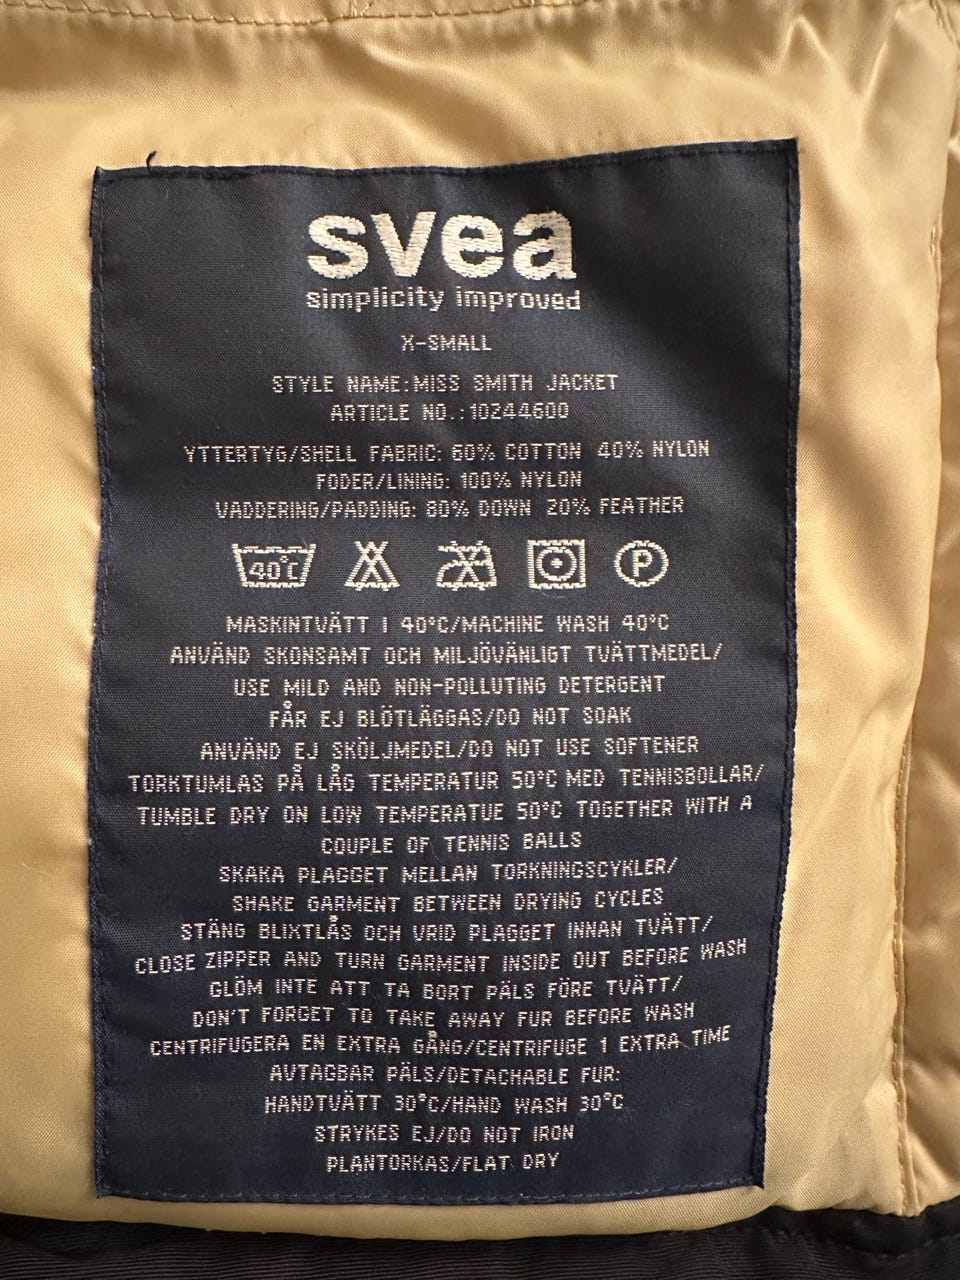 svea
simplicity improved
X-SMALL
STYLE NAME:MISS SMITH JACKET
ARTICLE NO.:10244600
YTTERTYG/SHELL FABRIC: 60% COTTON 40% NYLON
FODER/LINING: 100% NYLON
VADDERING/PADDING: 80% DOWN 20% FEATHER
40°C P
MASKINTVÄTT I 40°C/MACHINE WASH 40°C
ANVÄND SKONSAMT OCH MILJÖVÄNLIGT TVÄTTMEDEL/
USE MILD AND NON-POLLUTING DETERGENT
FÅR EJ BLÖTLÄGGAS/DO NOT SOAK
ANVÄND EJ SKÖLJMEDEL/DO NOT USE SOFTENER
TORKTUMLAS PÅ LÅG TEMPERATUR 50°C MED TENNISBOLLAR/
TUMBLE DRY ON LOW TEMPERATUE 50°C TOGETHER WITH A
COUPLE OF TENNIS BALLS
SKAKA PLAGGET MELLAN TORKNINGSCYKLER/
SHAKE GARMENT BETWEEN DRYING CYCLES
STÄNG BLIXTLÅS OCH VRID PLAGGET INNAN TVÄTT/
CLOSE ZIPPER AND TURN GARMENT INSIDE OUT BEFORE WASH
GLÖM INTE ATT TA BORT PÄLS FÖRE TVÄTT/
DON'T FORGET TO TAKE AWAY FUR BEFORE WASH
CENTRIFUGERA EN EXTRA GÅNG/CENTRIFUGE 1 EXTRA TIME
AVTAGBAR PÄLS/DETACHABLE FUR:
HANDTVÄTT 30°C/HAND WASH 30°C
STRYKES EJ/DO NOT IRON
PLANTORKAS/FLAT DRY